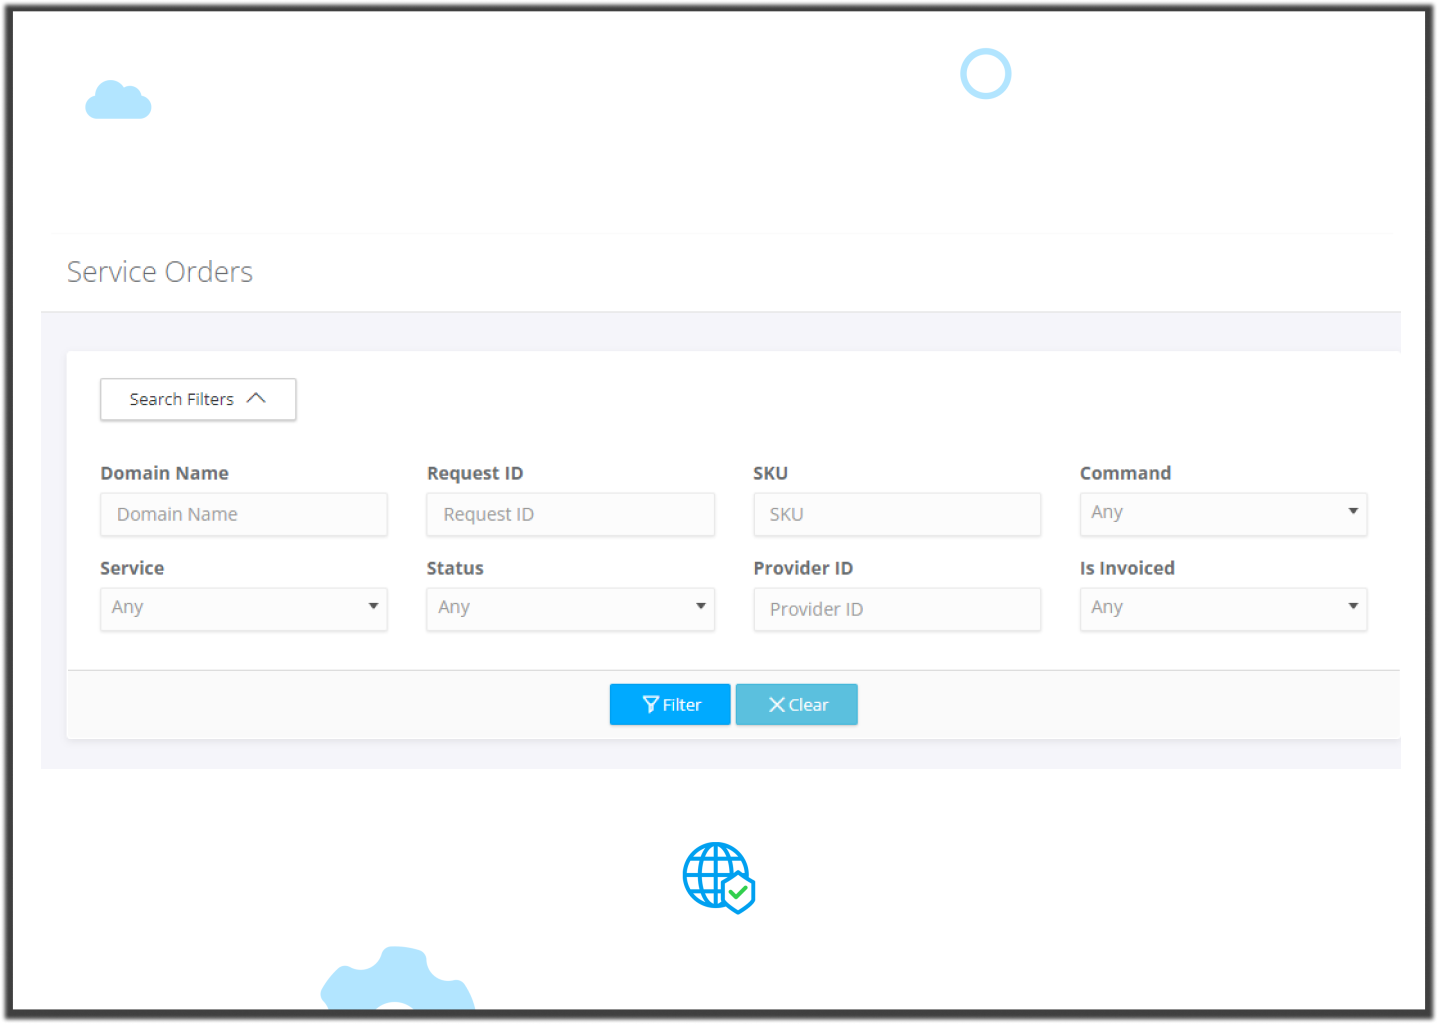 Service Orders
Search Filters
Domain Name Request ID SKU Command
Domain Name Request ID SKU Any
Service Status Provider ID Is Invoiced
Any Any Provider ID Any
Filter Clear